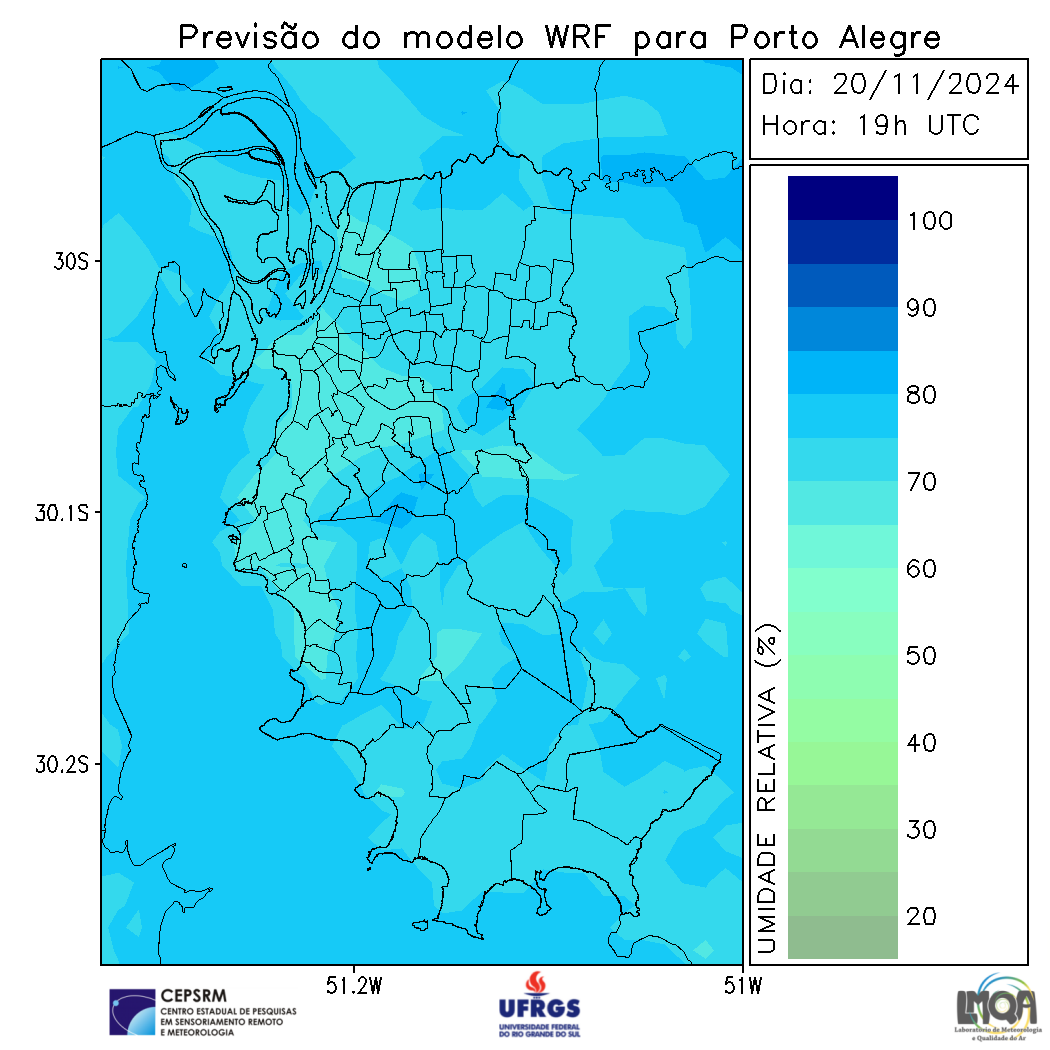 Previsão do modelo WRF para Porto Alegre
Dia: 20/11/2024
Hora: 19h UTC
30S
30.1S
30.2S
51.2W
51W
100
90
80
70
60
50
40
30
20
UMIDADE RELATIVA (%)
CEPSRM
CENTRO ESTADUAL DE PESQUISAS
EM SENSORIAMENTO REMOTO
E METEOROLOGIA
UFRGS
UNIVERSIDADE FEDERAL
DO RIO GRANDE DO SUL
LMQA
Laboratório de Meteorologia
e Qualidade do Ar